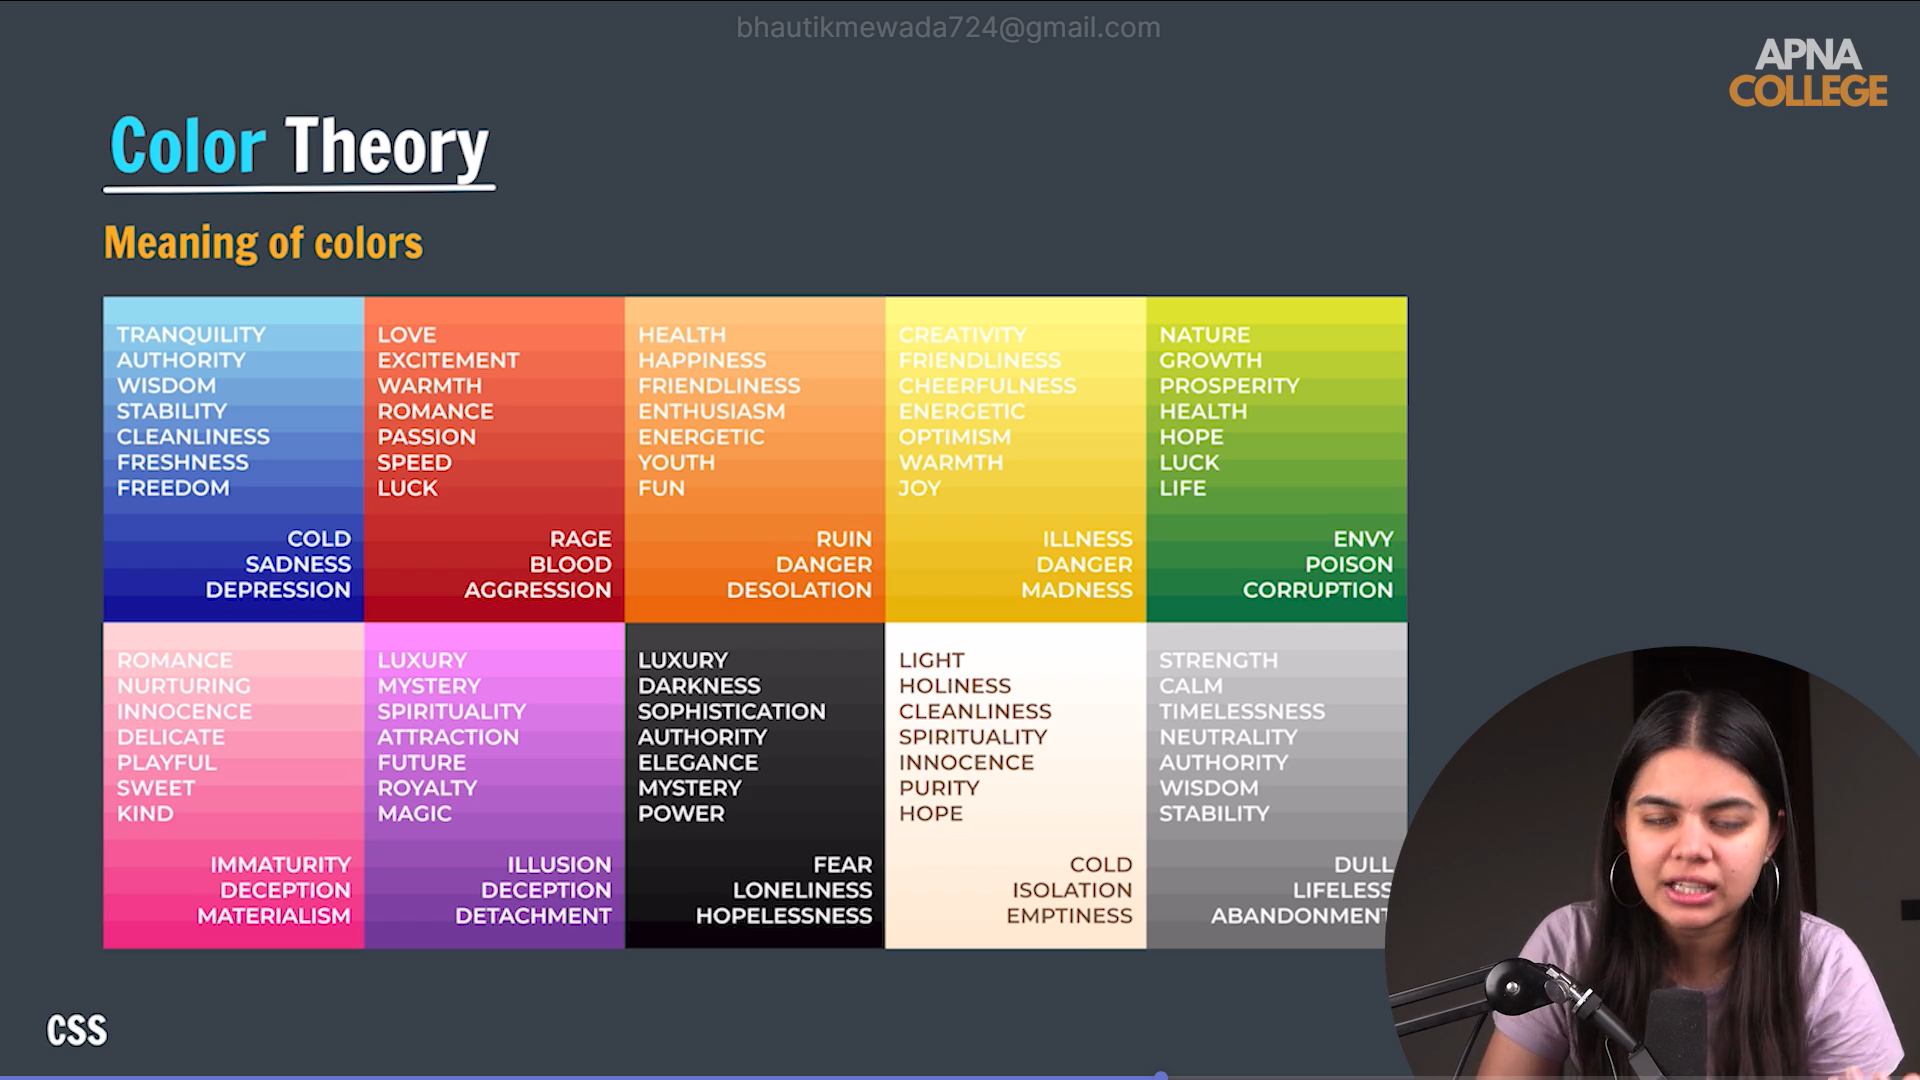 bhautikmewada724@gmail.com
APNA
COLLEGE
Color Theory
Meaning of colors
TRANQUILITY
AUTHORITY
WISDOM
STABILITY
CLEANLINESS
FRESHNESS
FREEDOM
COLD
SADNESS
DEPRESSION
LOVE
EXCITEMENT
WARMTH
ROMANCE
PASSION
SPEED
LUCK
RAGE
BLOOD
AGGRESSION
HEALTH
HAPPINESS
FRIENDLINESS
ENTHUSIASM
ENERGETIC
YOUTH
FUN
RUIN
DANGER
DESOLATION
CREATIVITY
FRIENDLINESS
CHEERFULNESS
ENERGETIC
OPTIMISM
WARMTH
JOY
ILLNESS
DANGER
MADNESS
NATURE
GROWTH
PROSPERITY
HEALTH
HOPE
LUCK
LIFE
ENVY
POISON
CORRUPTION
ROMANCE
NURTURING
INNOCENCE
DELICATE
PLAYFUL
SWEET
KIND
IMMATURITY
DECEPTION
MATERIALISM
LUXURY
MYSTERY
SPIRITUALITY
ATTRACTION
FUTURE
ROYALTY
MAGIC
ILLUSION
DECEPTION
DETACHMENT
LUXURY
DARKNESS
SOPHISTICATION
AUTHORITY
ELEGANCE
MYSTERY
POWER
FEAR
LONELINESS
HOPELESSNESS
LIGHT
HOLINESS
CLEANLINESS
SPIRITUALITY
INNOCENCE
PURITY
HOPE
COLD
ISOLATION
EMPTINESS
STRENGTH
CALM
TIMELESSNESS
NEUTRALITY
AUTHORITY
WISDOM
STABILITY
DULL
LIFELESS
ABANDONMENT
CSS